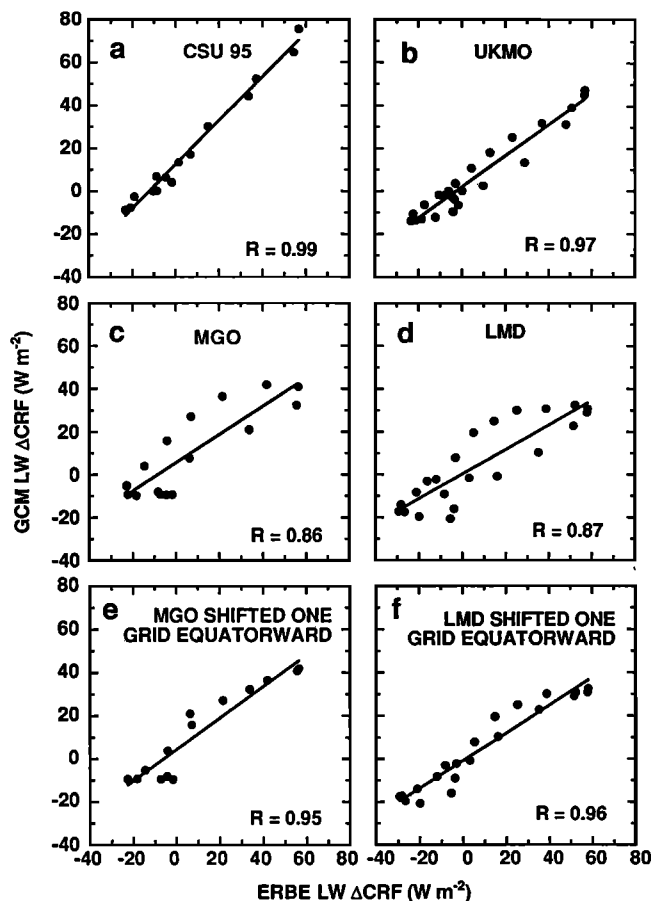 a
CSU 95
80
60
40
20
0
-20
-40
R = 0.99
b
UKMO
R = 0.97
c
MGO
80
60
40
20
0
-20
-40
R = 0.86
d
LMD
R = 0.87
GCM LW ΔCRF (W m⁻²)
e
MGO SHIFTED ONE
GRID EQUATORWARD
80
60
40
20
0
-20
-40
R = 0.95
f
LMD SHIFTED ONE
GRID EQUATORWARD
R = 0.96
-40 -20 0 20 40 60 -40 -20 0 20 40 60 80
ERBE LW ΔCRF (W m⁻²)